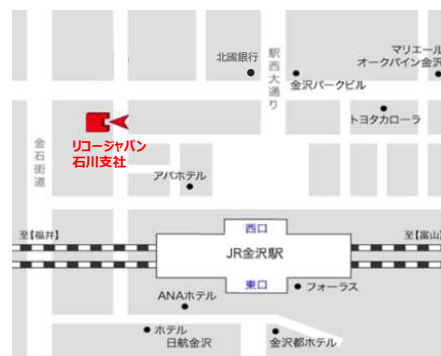 マリエール
オークパイン金沢
北國銀行
駅西大通り
金沢パークビル
トヨタカローラ
リコージャパン
石川支社
金石街道
アパホテル
至【福井】
西口
至【富山】
JR金沢駅
東口
フォーラス
ANAホテル
ホテル
日航金沢
金沢都ホテル